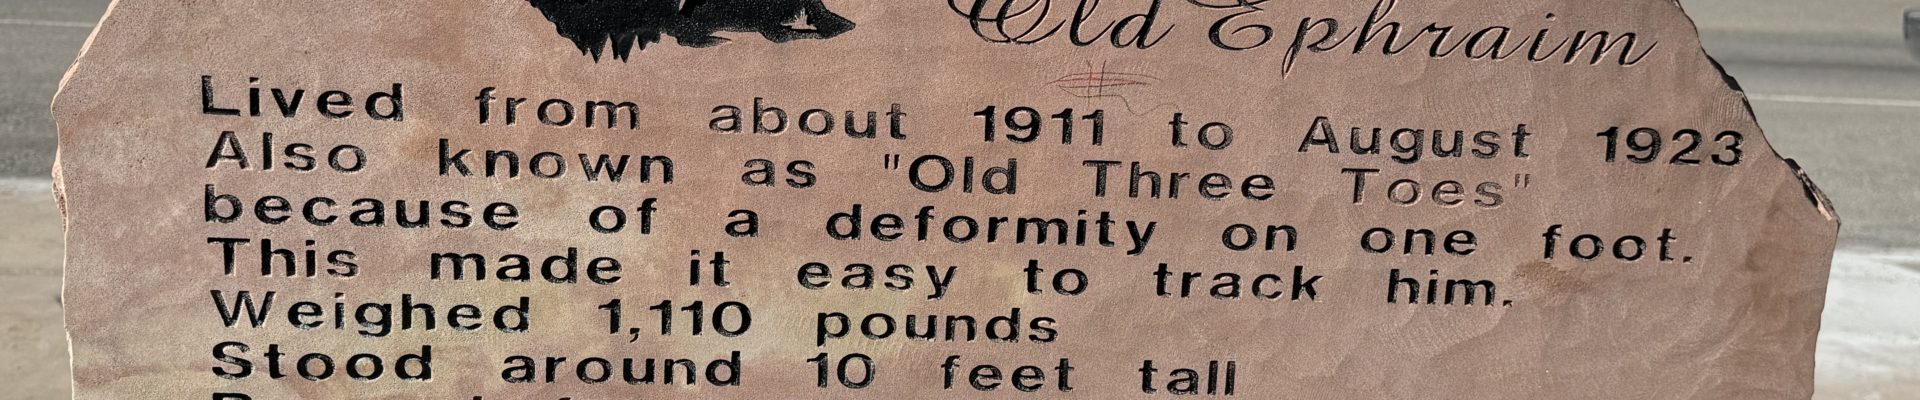 Old Ephraim
Lived from about 1911 to August 1923
Also known as "Old Three Toes"
because of a deformity on one foot.
This made it easy to track him.
Weighed 1,110 pounds
Stood around 10 feet tall